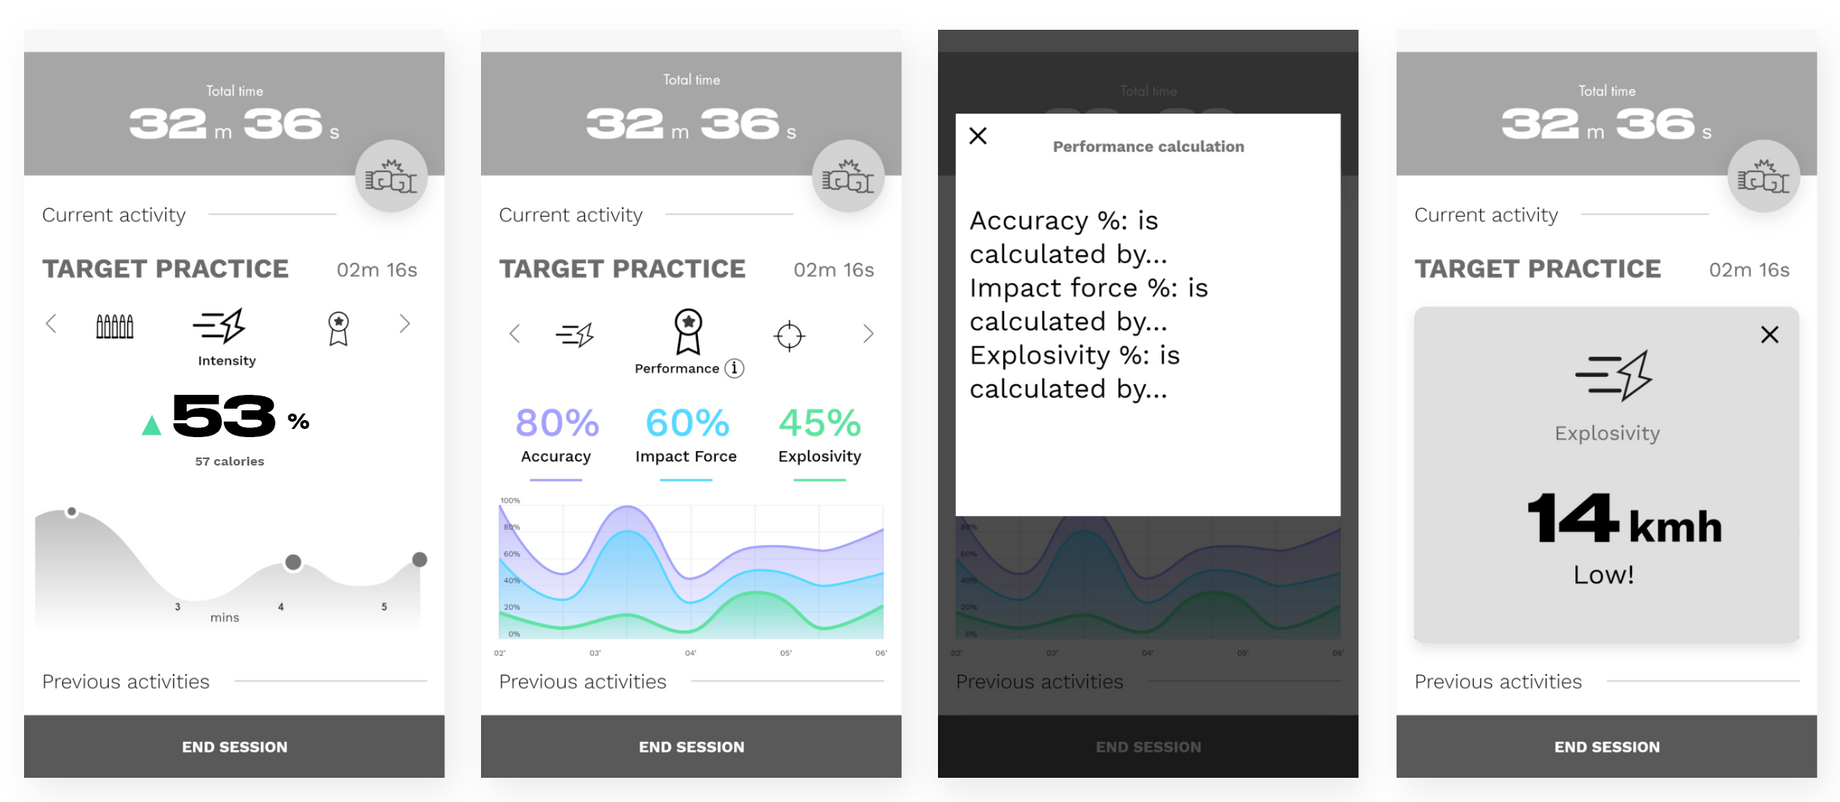 Total time
32 m 36 s
Current activity
TARGET PRACTICE 02m 16s
Intensity
53 %
57 calories
3 4 5
mins
Previous activities
END SESSION
Total time
32 m 36 s
Current activity
TARGET PRACTICE 02m 16s
Performance i
80% 60% 45%
Accuracy Impact Force Explosivity
100%
80%
60%
40%
20%
0%
02' 03' 04' 05' 06'
Previous activities
END SESSION
Total time
Performance calculation
Accuracy %: is
calculated by...
Impact force %: is
calculated by...
Explosivity %: is
calculated by...
80%
60%
40%
20%
0%
02' 03' 04' 05' 06'
Previous activities
END SESSION
Total time
32 m 36 s
Current activity
TARGET PRACTICE 02m 16s
Explosivity
14 kmh
Low!
Previous activities
END SESSION